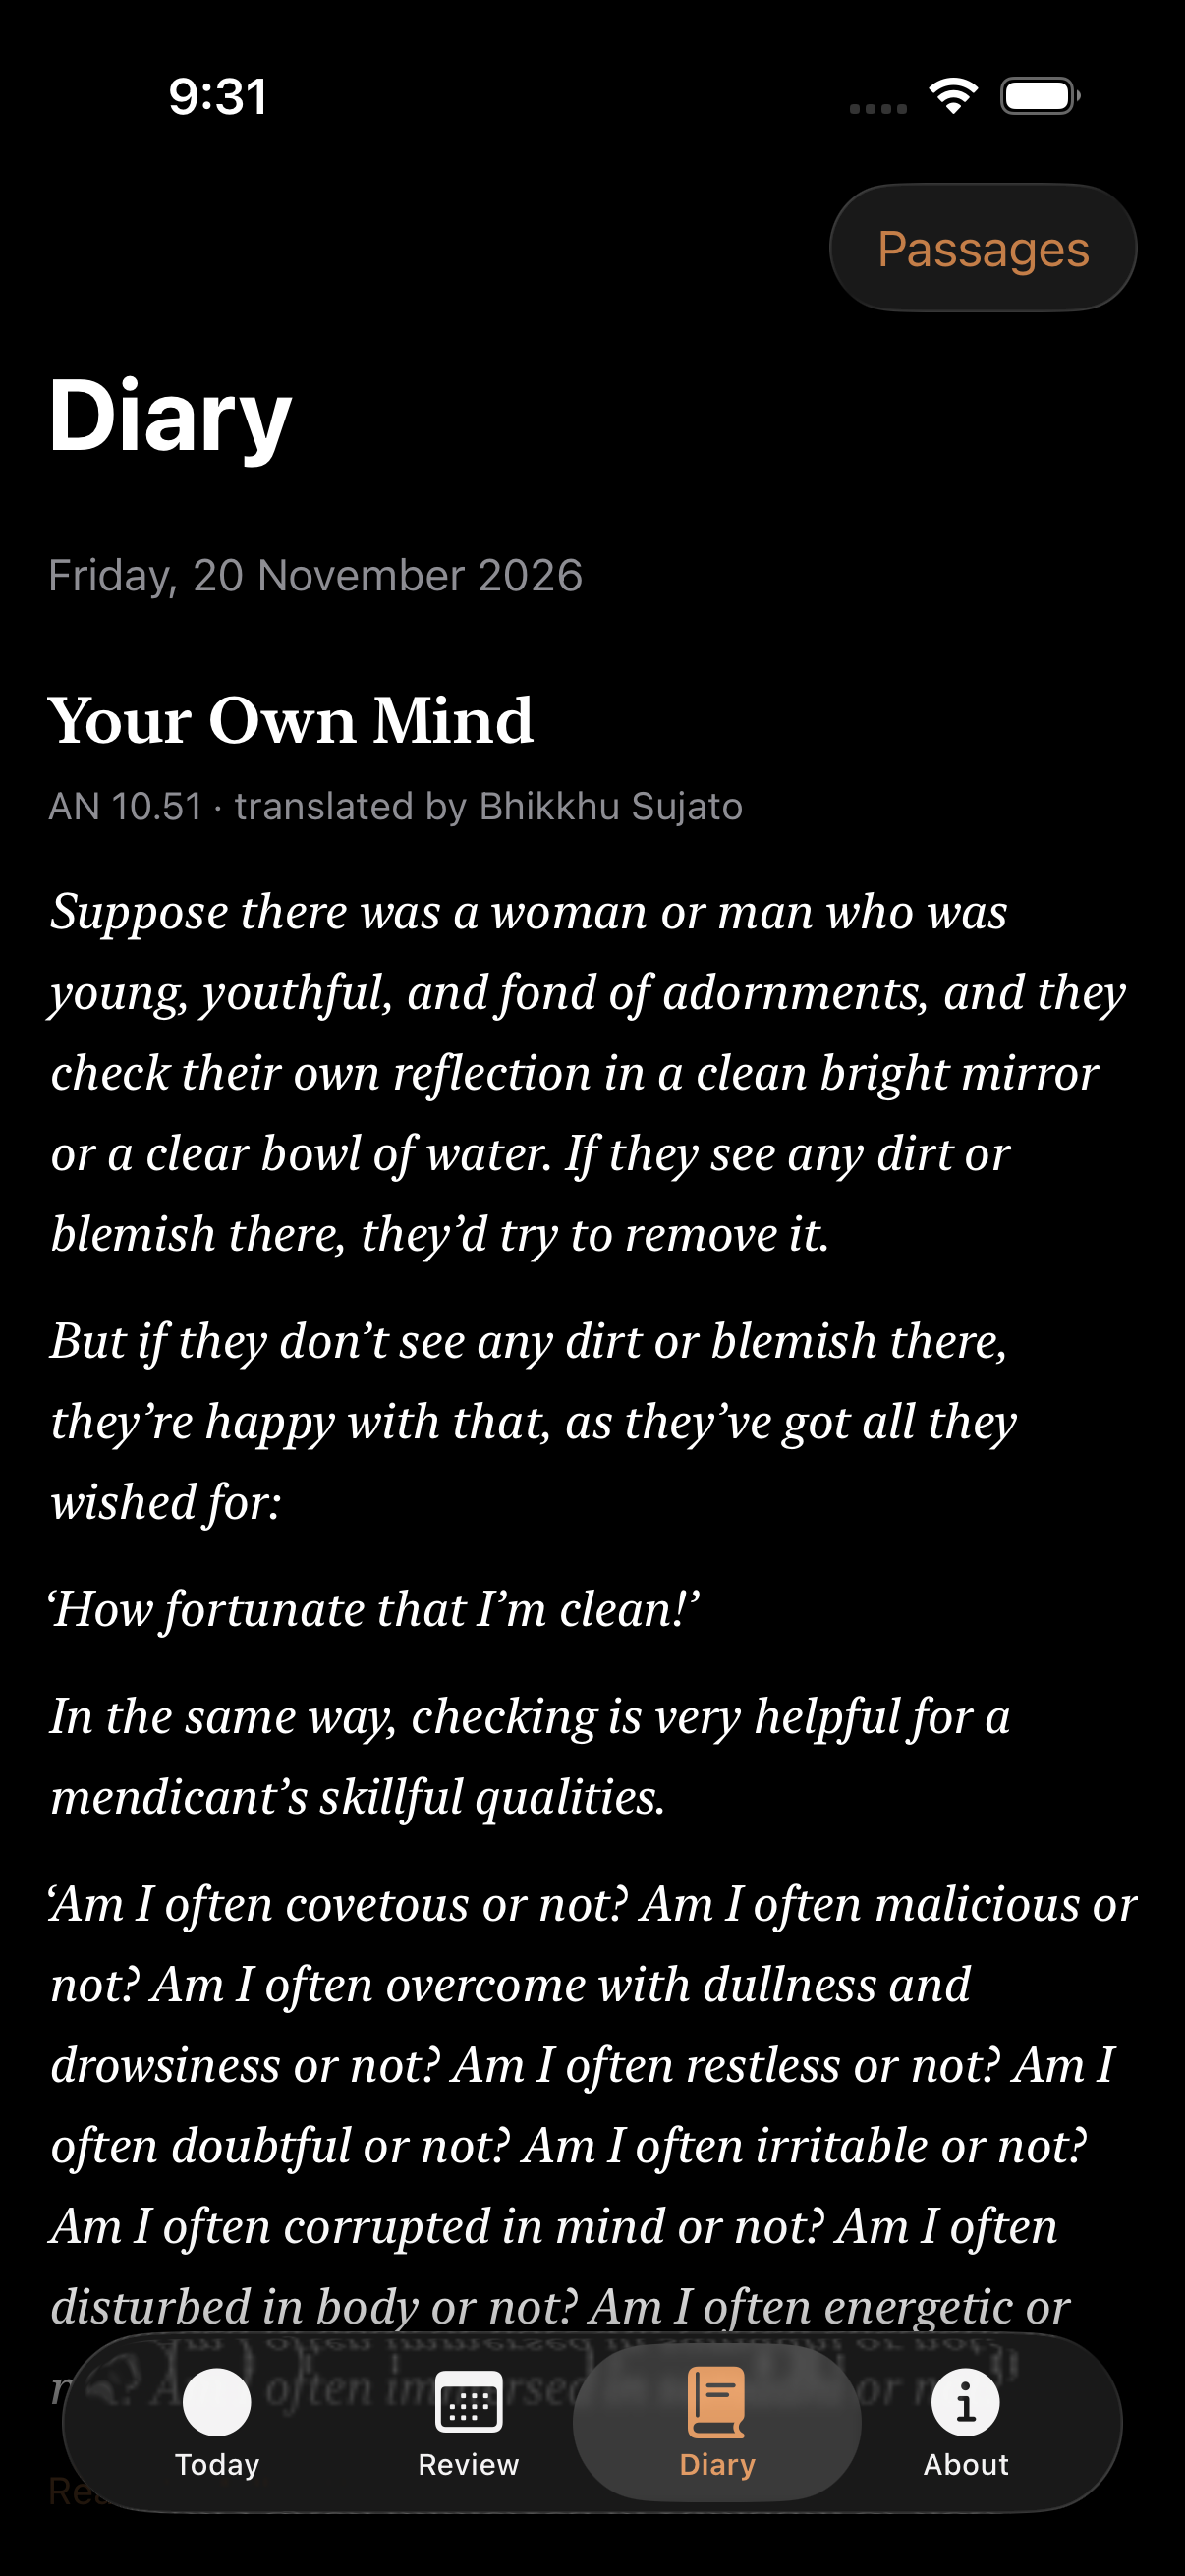 9:31
Passages
Diary
Friday, 20 November 2026
Your Own Mind
AN 10.51 · translated by Bhikkhu Sujato
Suppose there was a woman or man who was
young, youthful, and fond of adornments, and they
check their own reflection in a clean bright mirror
or a clear bowl of water. If they see any dirt or
blemish there, they’d try to remove it.
But if they don’t see any dirt or blemish there,
they’re happy with that, as they’ve got all they
wished for:
‘How fortunate that I’m clean!’
In the same way, checking is very helpful for a
mendicant’s skillful qualities.
‘Am I often covetous or not? Am I often malicious or
not? Am I often overcome with dullness and
drowsiness or not? Am I often restless or not? Am I
often doubtful or not? Am I often irritable or not?
Am I often corrupted in mind or not? Am I often
disturbed in body or not? Am I often energetic or
often
Today
Review
Diary
About